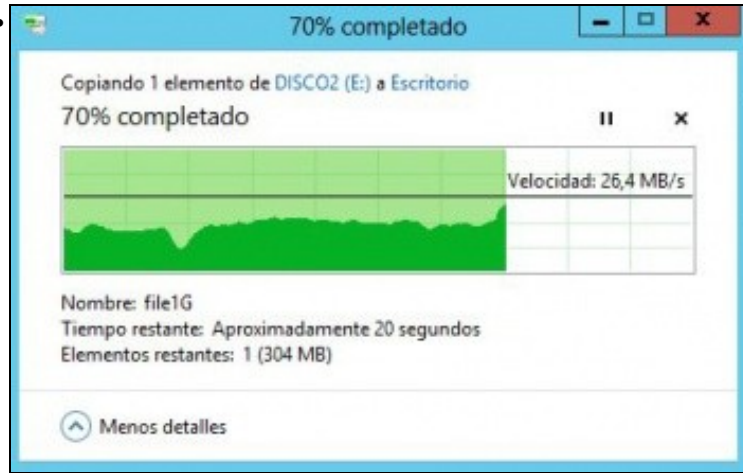 70% completado
Copiando 1 elemento de DISCO2 (E:) a Escritorio
70% completado
Velocidad: 26,4 MB/s
Nombre: file1G
Tiempo restante: Aproximadamente 20 segundos
Elementos restantes: 1 (304 MB)
Menos detalles